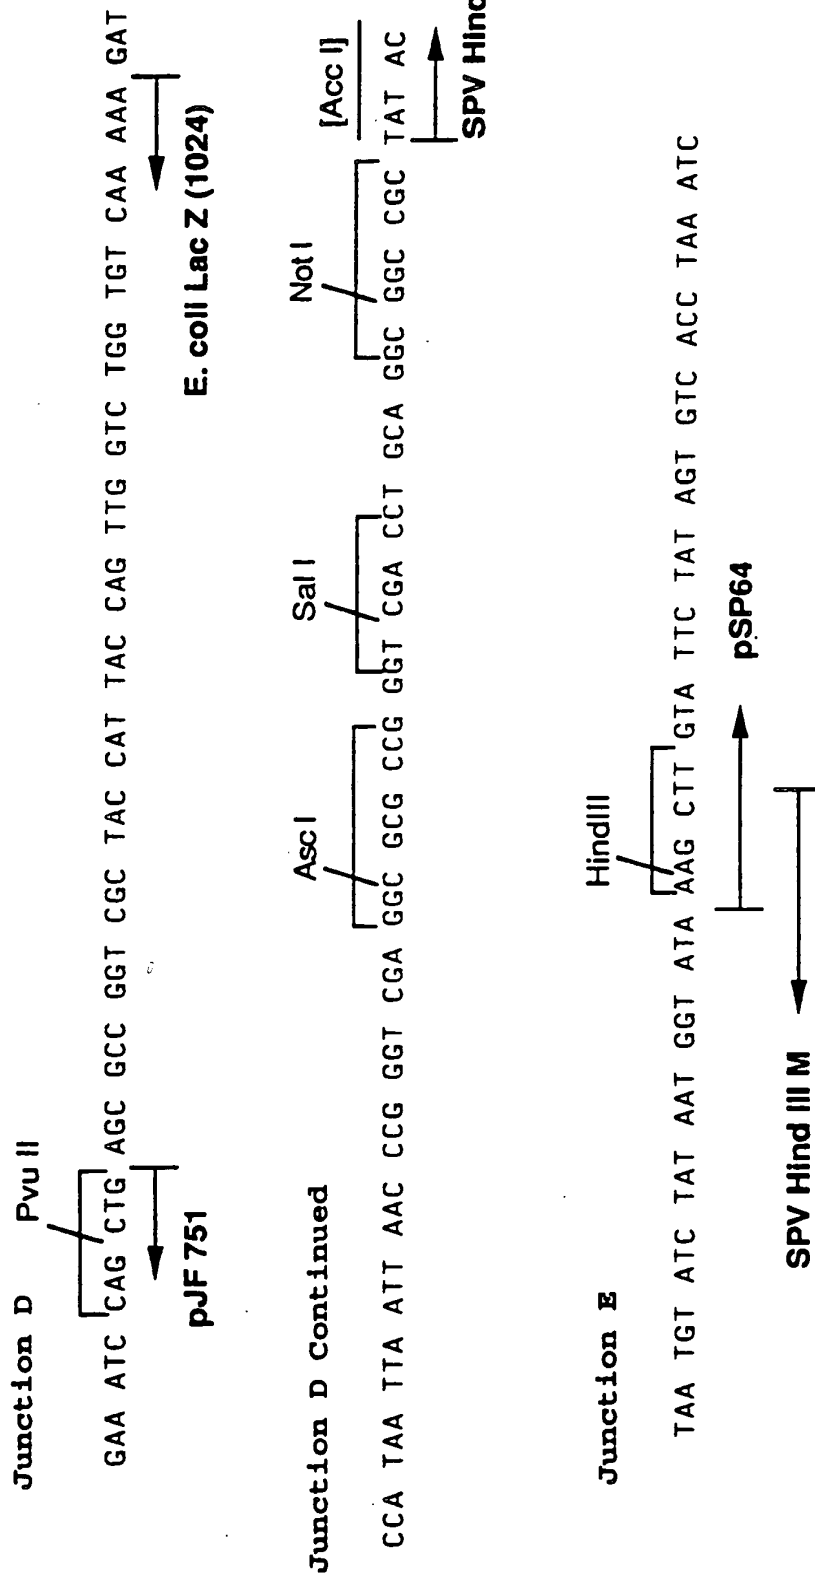 Junction D
Pvu II
GAA ATC CAG CTG AGC GCC GGT CGC TAC CAT TAC CAG TTG GTC TGG TGT CAA AAA GAT
pJF 751
E. coli Lac Z (1024)
Junction D Continued
Asc I
Sal I
Not I
[Acc I]
CCA TAA TTA ATT AAC CCG GGT CGA GGC GCG CCG GGT CGA CCT GCA GGC GGC CGC TAT AC
SPV Hind
Junction E
HindIII
TAA TGT ATC TAT AAT GGT ATA AAG CTT GTA TTC TAT AGT GTC ACC TAA ATC
pSP64
SPV Hind III M